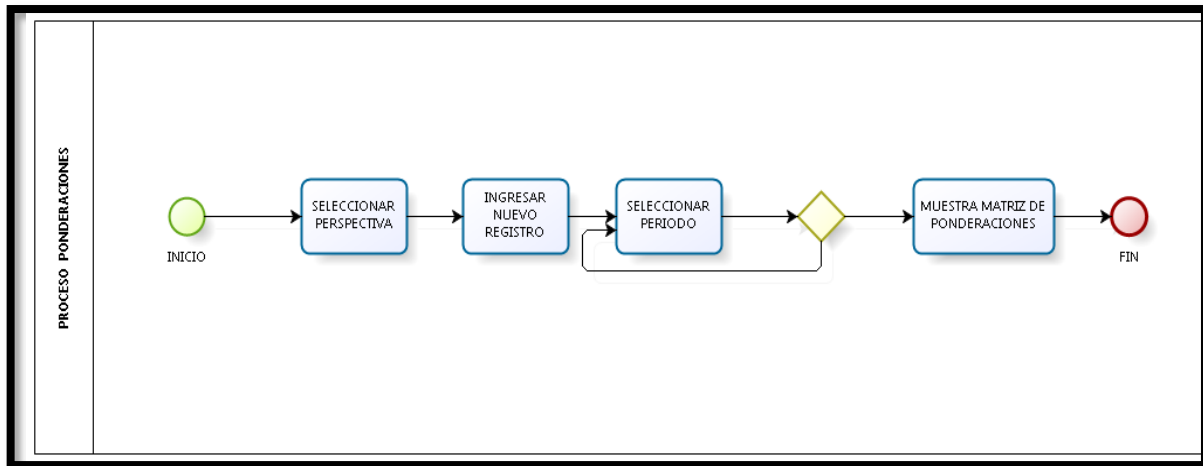 PROCESO PONDERACIONES
INICIO
SELECCIONAR
PERSPECTIVA
INGRESAR
NUEVO
REGISTRO
SELECCIONAR
PERIODO
MUESTRA MATRIZ DE
PONDERACIONES
FIN